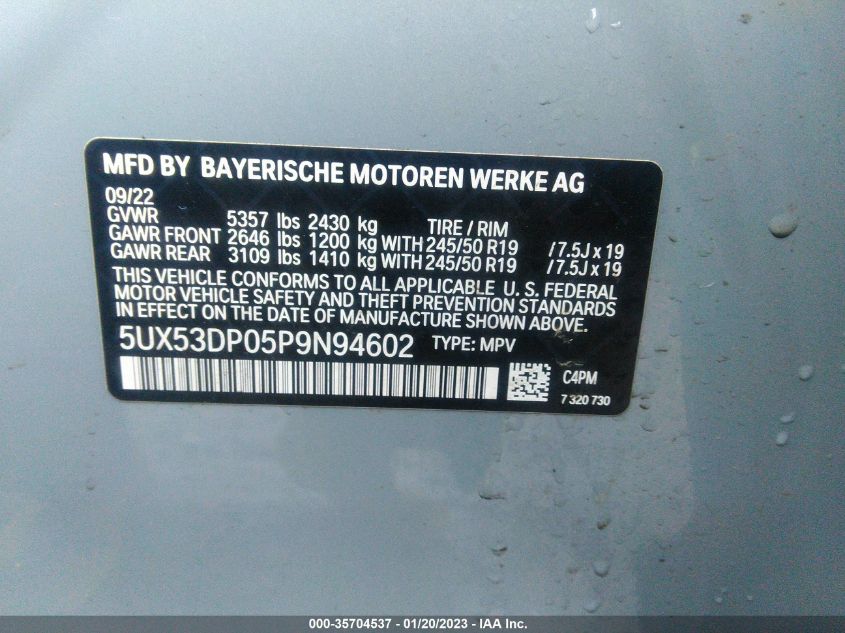 MFD BY BAYERISCHE MOTOREN WERKE AG
09/22
GVWR 5357 lbs 2430 kg TIRE / RIM
GAWR FRONT 2646 lbs 1200 kg WITH 245/50 R19 / 7.5J x 19
GAWR REAR 3109 lbs 1410 kg WITH 245/50 R19 / 7.5J x 19
THIS VEHICLE CONFORMS TO ALL APPLICABLE U. S. FEDERAL
MOTOR VEHICLE SAFETY AND THEFT PREVENTION STANDARDS
IN EFFECT ON THE DATE OF MANUFACTURE SHOWN ABOVE.
5UX53DP05P9N94602 TYPE: MPV
C4PM
7 320 730
000-35704537 - 01/20/2023 - IAA Inc.